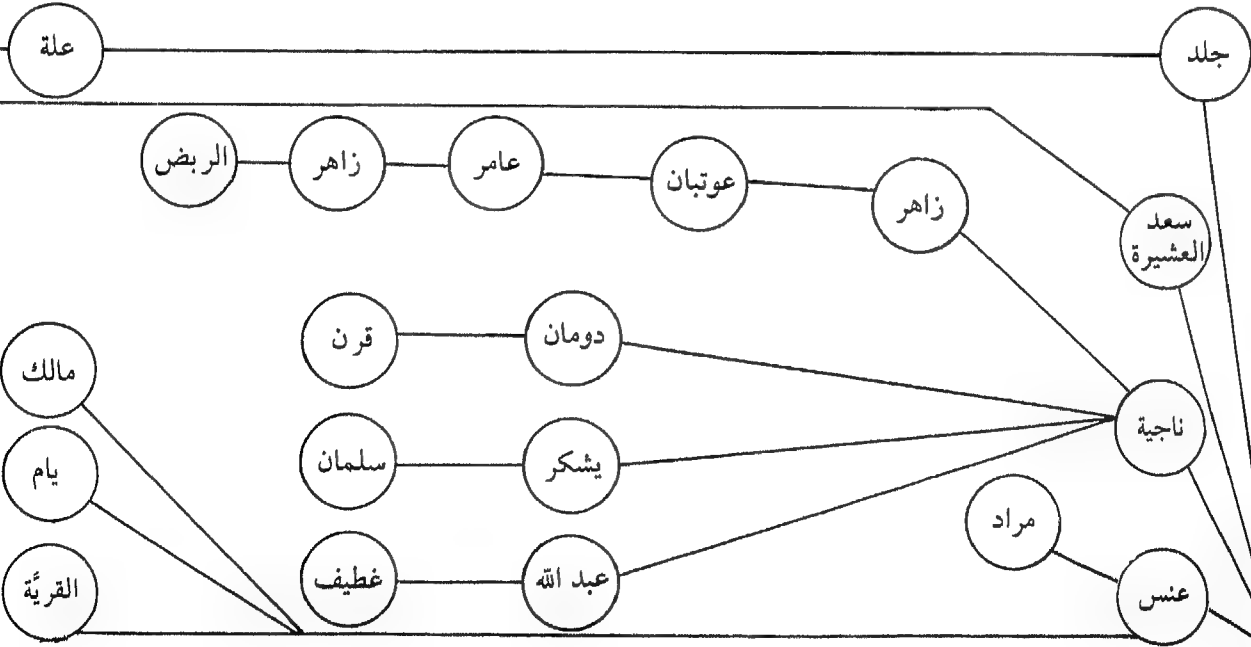 جلد
علة
زاهر
عوتبان
عامر
زاهر
الربض
سعد
العشيرة
دومان
قرن
ناجية
يشكر
سلمان
مراد
عنس
عبد الله
غطيف
مالك
يام
القريَّة